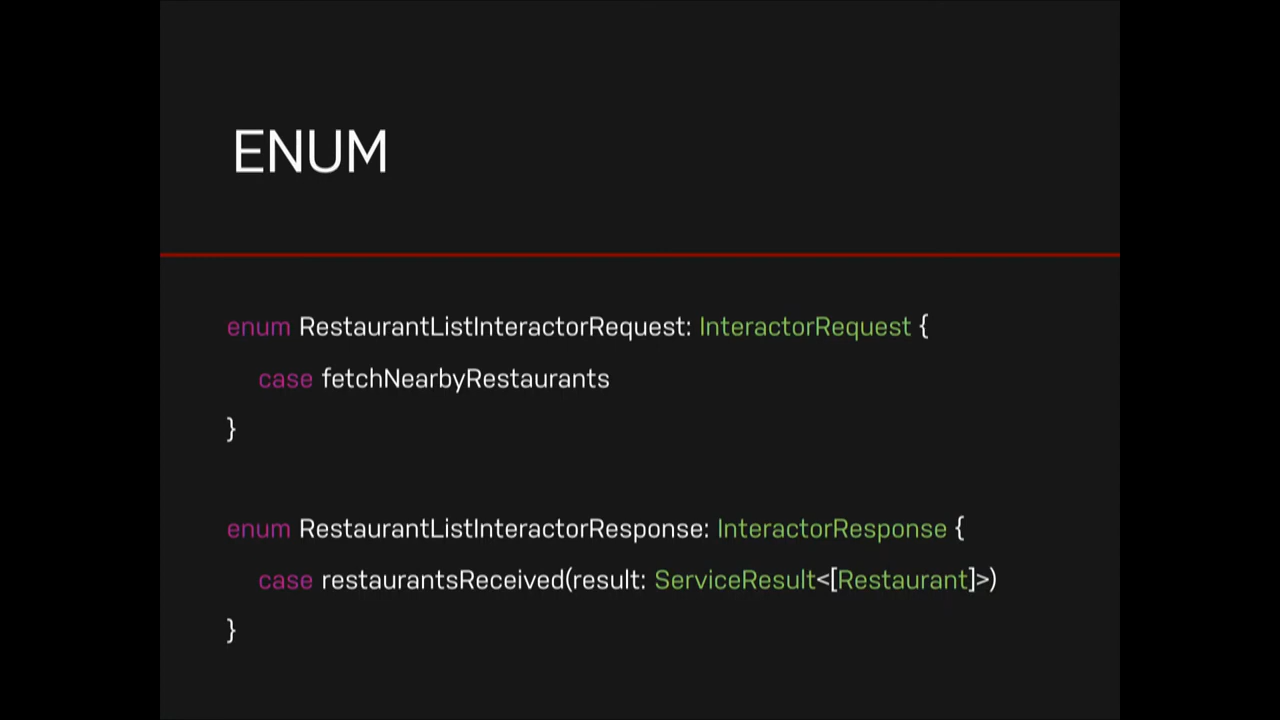 ENUM
enum RestaurantListInteractorRequest: InteractorRequest {
case fetchNearbyRestaurants
}
enum RestaurantListInteractorResponse: InteractorResponse {
case restaurantsReceived(result: ServiceResult<[Restaurant]>)
}